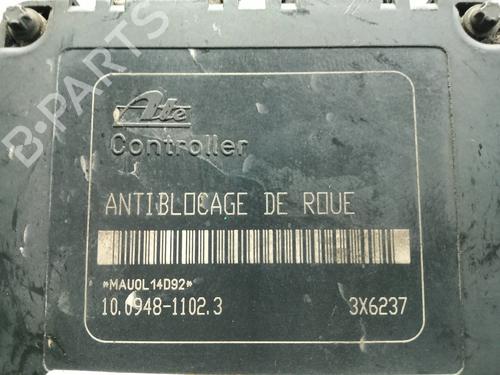 B-PARTS
Ate
Controller
ANTIBLOCAGE DE ROUE
*MAUOL14D92*
10.0948-1102.3 3X6237